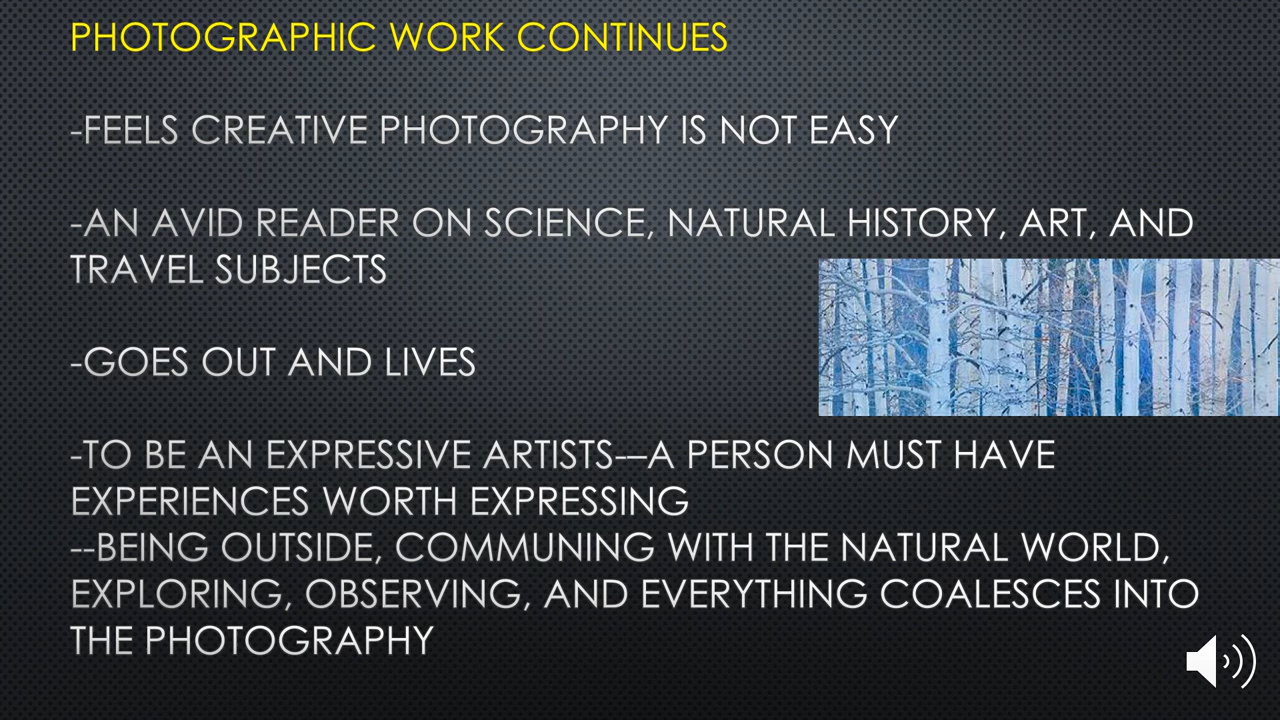 PHOTOGRAPHIC WORK CONTINUES
-FEELS CREATIVE PHOTOGRAPHY IS NOT EASY
-AN AVID READER ON SCIENCE, NATURAL HISTORY, ART, AND
TRAVEL SUBJECTS
-GOES OUT AND LIVES
-TO BE AN EXPRESSIVE ARTISTS-–A PERSON MUST HAVE
EXPERIENCES WORTH EXPRESSING
--BEING OUTSIDE, COMMUNING WITH THE NATURAL WORLD,
EXPLORING, OBSERVING, AND EVERYTHING COALESCES INTO
THE PHOTOGRAPHY